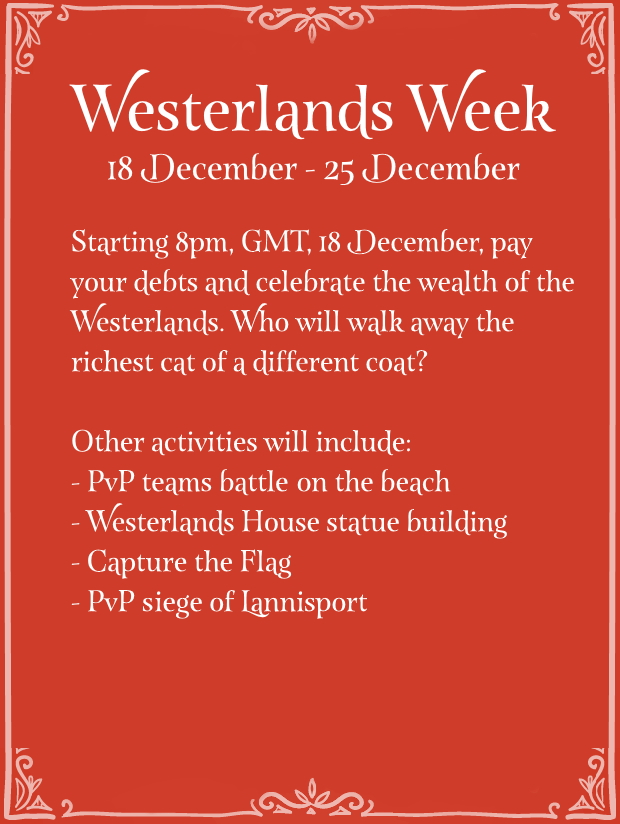 Westerlands Week
18 December - 25 December
Starting 8pm, GMT, 18 December, pay
your debts and celebrate the wealth of the
Westerlands. Who will walk away the
richest cat of a different coat?
Other activities will include:
- PvP teams battle on the beach
- Westerlands House statue building
- Capture the Flag
- PvP siege of Lannisport